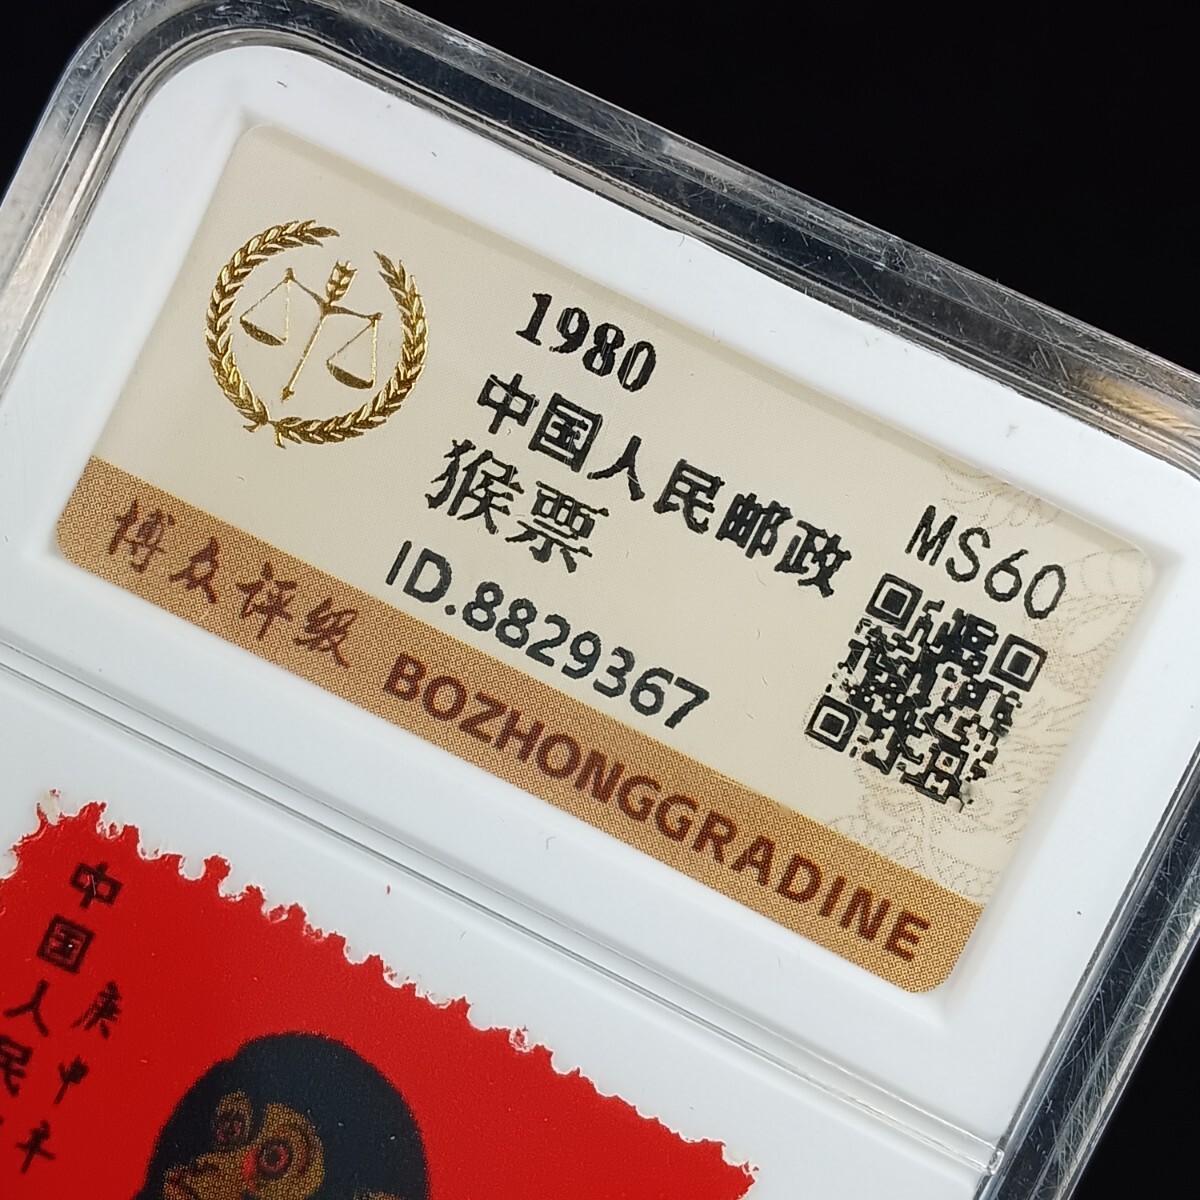 1980
中国人民邮政
猴票
MS60
ID.8829367
博众评级 BOZHONGGRADINE
中国人民
庚申年